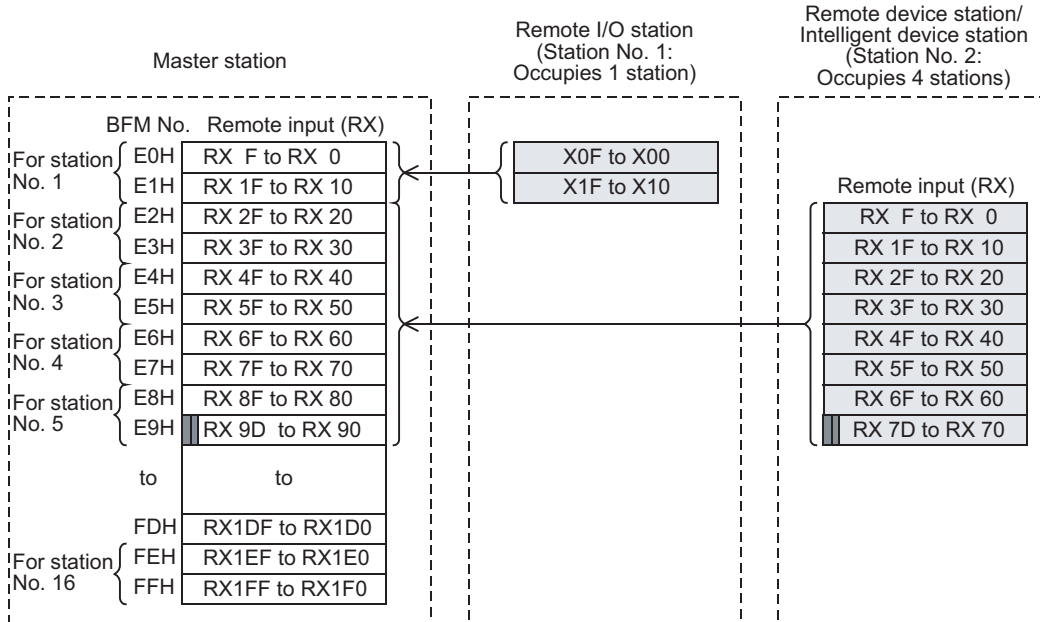 Master station
Remote I/O station
(Station No. 1:
Occupies 1 station)
Remote device station/
Intelligent device station
(Station No. 2:
Occupies 4 stations)
BFM No. Remote input (RX)
For station
No. 1
E0H RX F to RX 0
E1H RX 1F to RX 10
For station
No. 2
E2H RX 2F to RX 20
E3H RX 3F to RX 30
For station
No. 3
E4H RX 4F to RX 40
E5H RX 5F to RX 50
For station
No. 4
E6H RX 6F to RX 60
E7H RX 7F to RX 70
For station
No. 5
E8H RX 8F to RX 80
E9H RX 9D to RX 90
to to
FDH RX1DF to RX1D0
For station
No. 16
FEH RX1EF to RX1E0
FFH RX1FF to RX1F0
X0F to X00
X1F to X10
Remote input (RX)
RX F to RX 0
RX 1F to RX 10
RX 2F to RX 20
RX 3F to RX 30
RX 4F to RX 40
RX 5F to RX 50
RX 6F to RX 60
RX 7D to RX 70